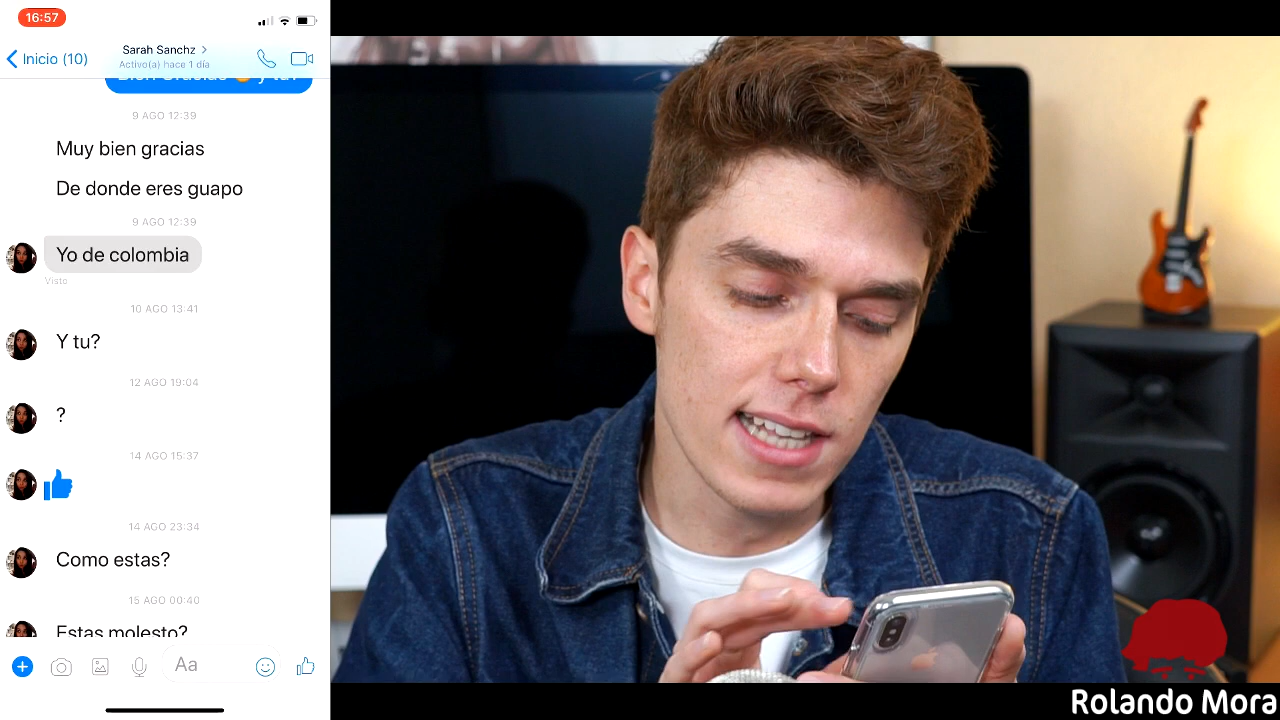 16:57
Inicio (10)
Sarah Sanchz
Activo(a) hace 1 día
Bien Gracias y tu?
9 AGO 12:39
Muy bien gracias
De donde eres guapo
9 AGO 12:39
Yo de colombia
Visto
10 AGO 13:41
Y tu?
12 AGO 19:04
?
14 AGO 15:37
14 AGO 23:34
Como estas?
15 AGO 00:40
Estas molesto?
Aa
Rolando Mora